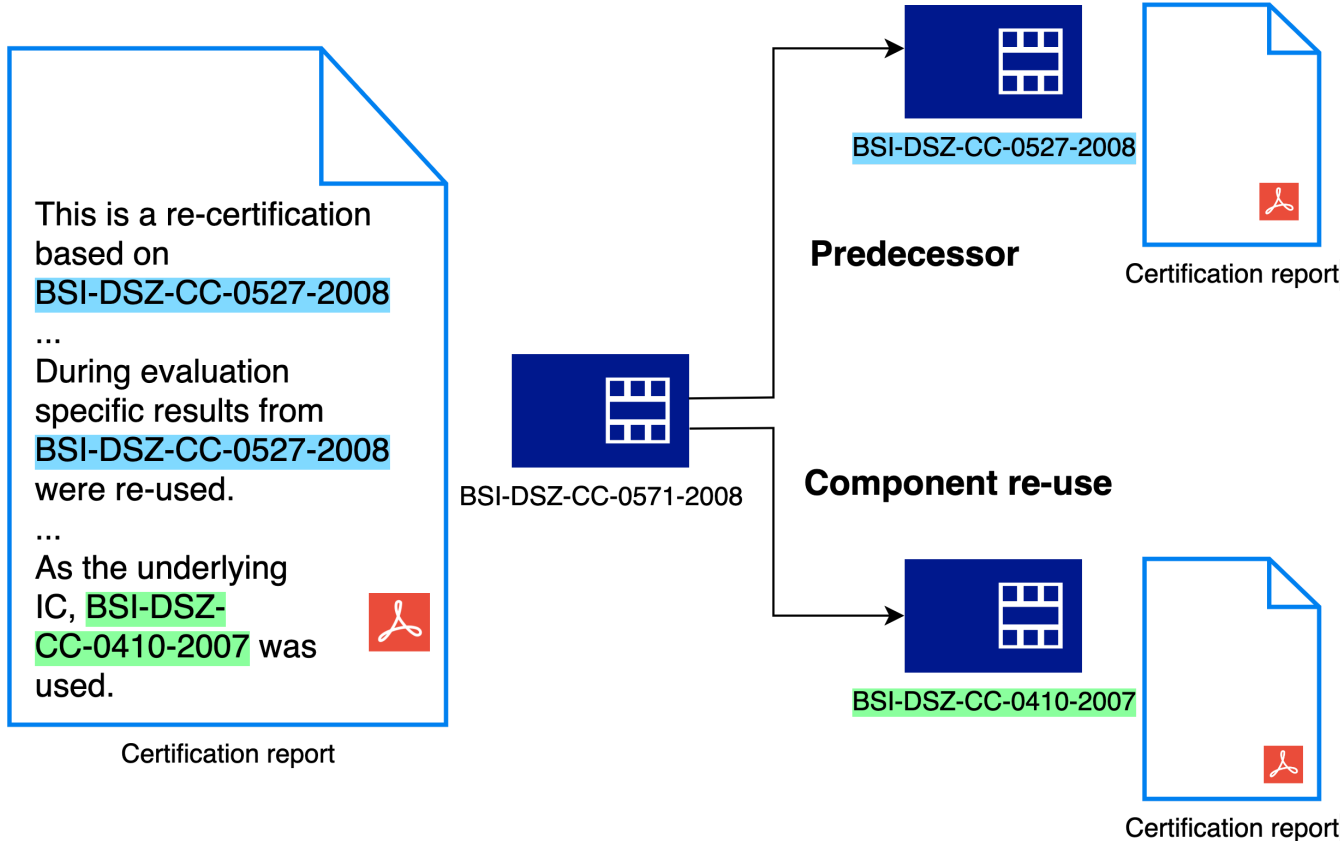 This is a re-certification
based on
BSI-DSZ-CC-0527-2008
...
During evaluation
specific results from
BSI-DSZ-CC-0527-2008
were re-used.
...
As the underlying
IC, BSI-DSZ-
CC-0410-2007 was
used.
Certification report
BSI-DSZ-CC-0571-2008
BSI-DSZ-CC-0527-2008
Certification report
Predecessor
Component re-use
BSI-DSZ-CC-0410-2007
Certification report